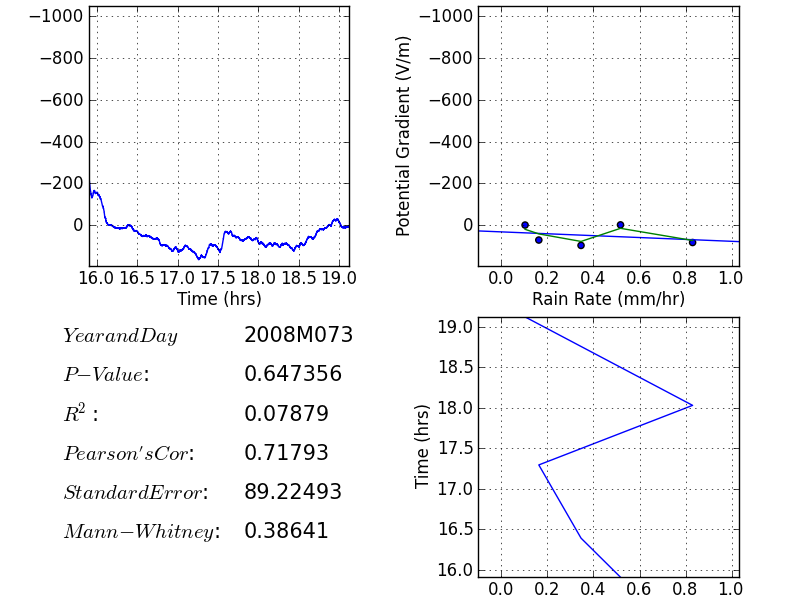 −1000
−800
−600
−400
−200
0
16.0 16.5 17.0 17.5 18.0 18.5 19.0
Time (hrs)
Potential Gradient (V/m)
−1000
−800
−600
−400
−200
0
0.0 0.2 0.4 0.6 0.8 1.0
Rain Rate (mm/hr)
YearandDay 2008M073
P−Value: 0.647356
R²: 0.07879
Pearson'sCor: 0.71793
StandardError: 89.22493
Mann−Whitney: 0.38641
Time (hrs)
19.0
18.5
18.0
17.5
17.0
16.5
16.0
0.0 0.2 0.4 0.6 0.8 1.0